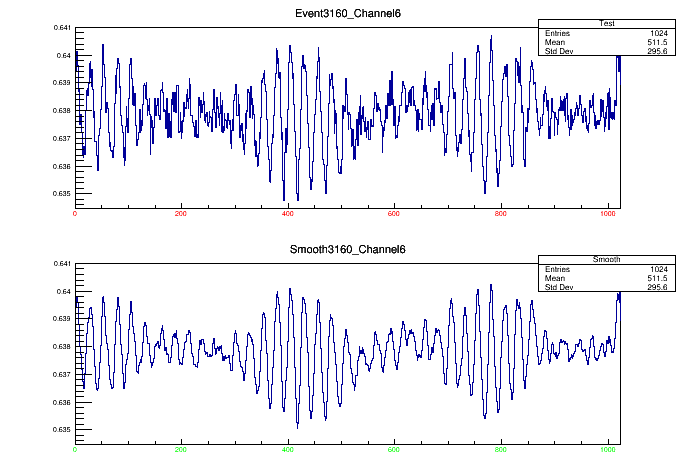 Event3160_Channel6
Test
Entries 1024
Mean 511.5
Std Dev 295.6
0.641
0.64
0.639
0.638
0.637
0.636
0.635
0 200 400 600 800 1000
Smooth3160_Channel6
Smooth
Entries 1024
Mean 511.5
Std Dev 295.6
0.641
0.64
0.639
0.638
0.637
0.636
0.635
0 200 400 600 800 1000